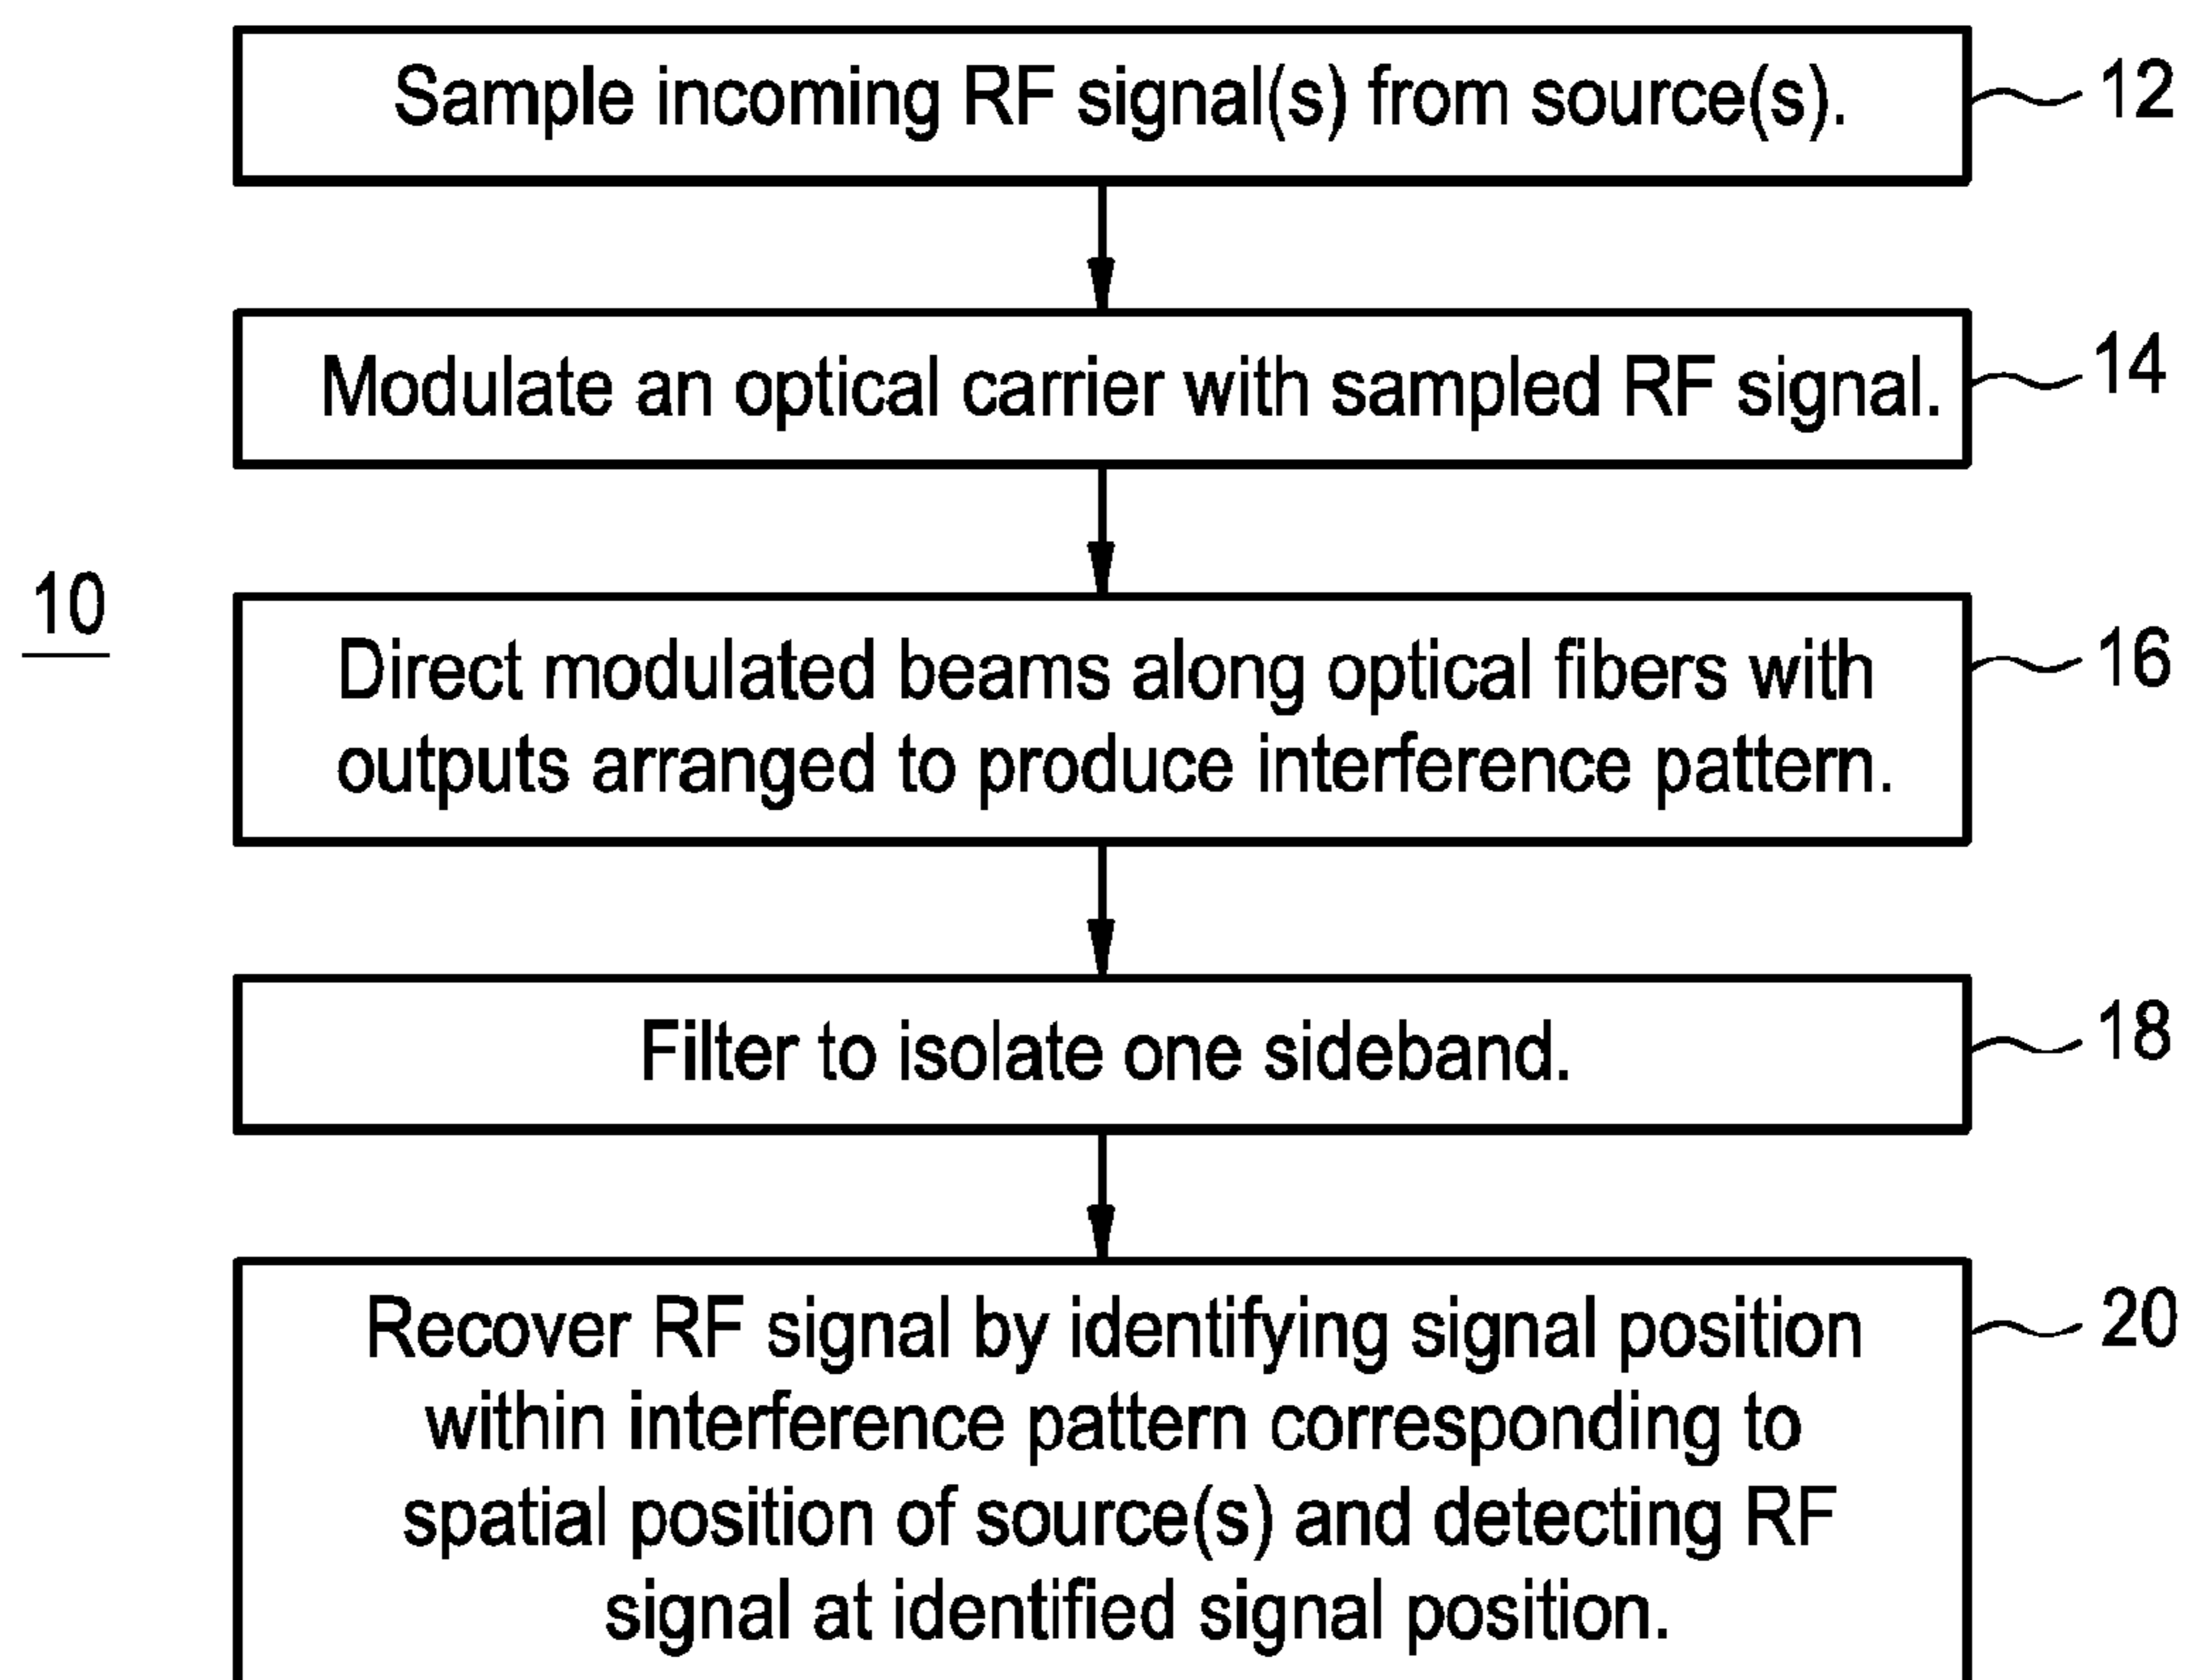 Sample incoming RF signal(s) from source(s).
12
Modulate an optical carrier with sampled RF signal.
14
10
Direct modulated beams along optical fibers with
outputs arranged to produce interference pattern.
16
Filter to isolate one sideband.
18
Recover RF signal by identifying signal position
within interference pattern corresponding to
spatial position of source(s) and detecting RF
signal at identified signal position.
20